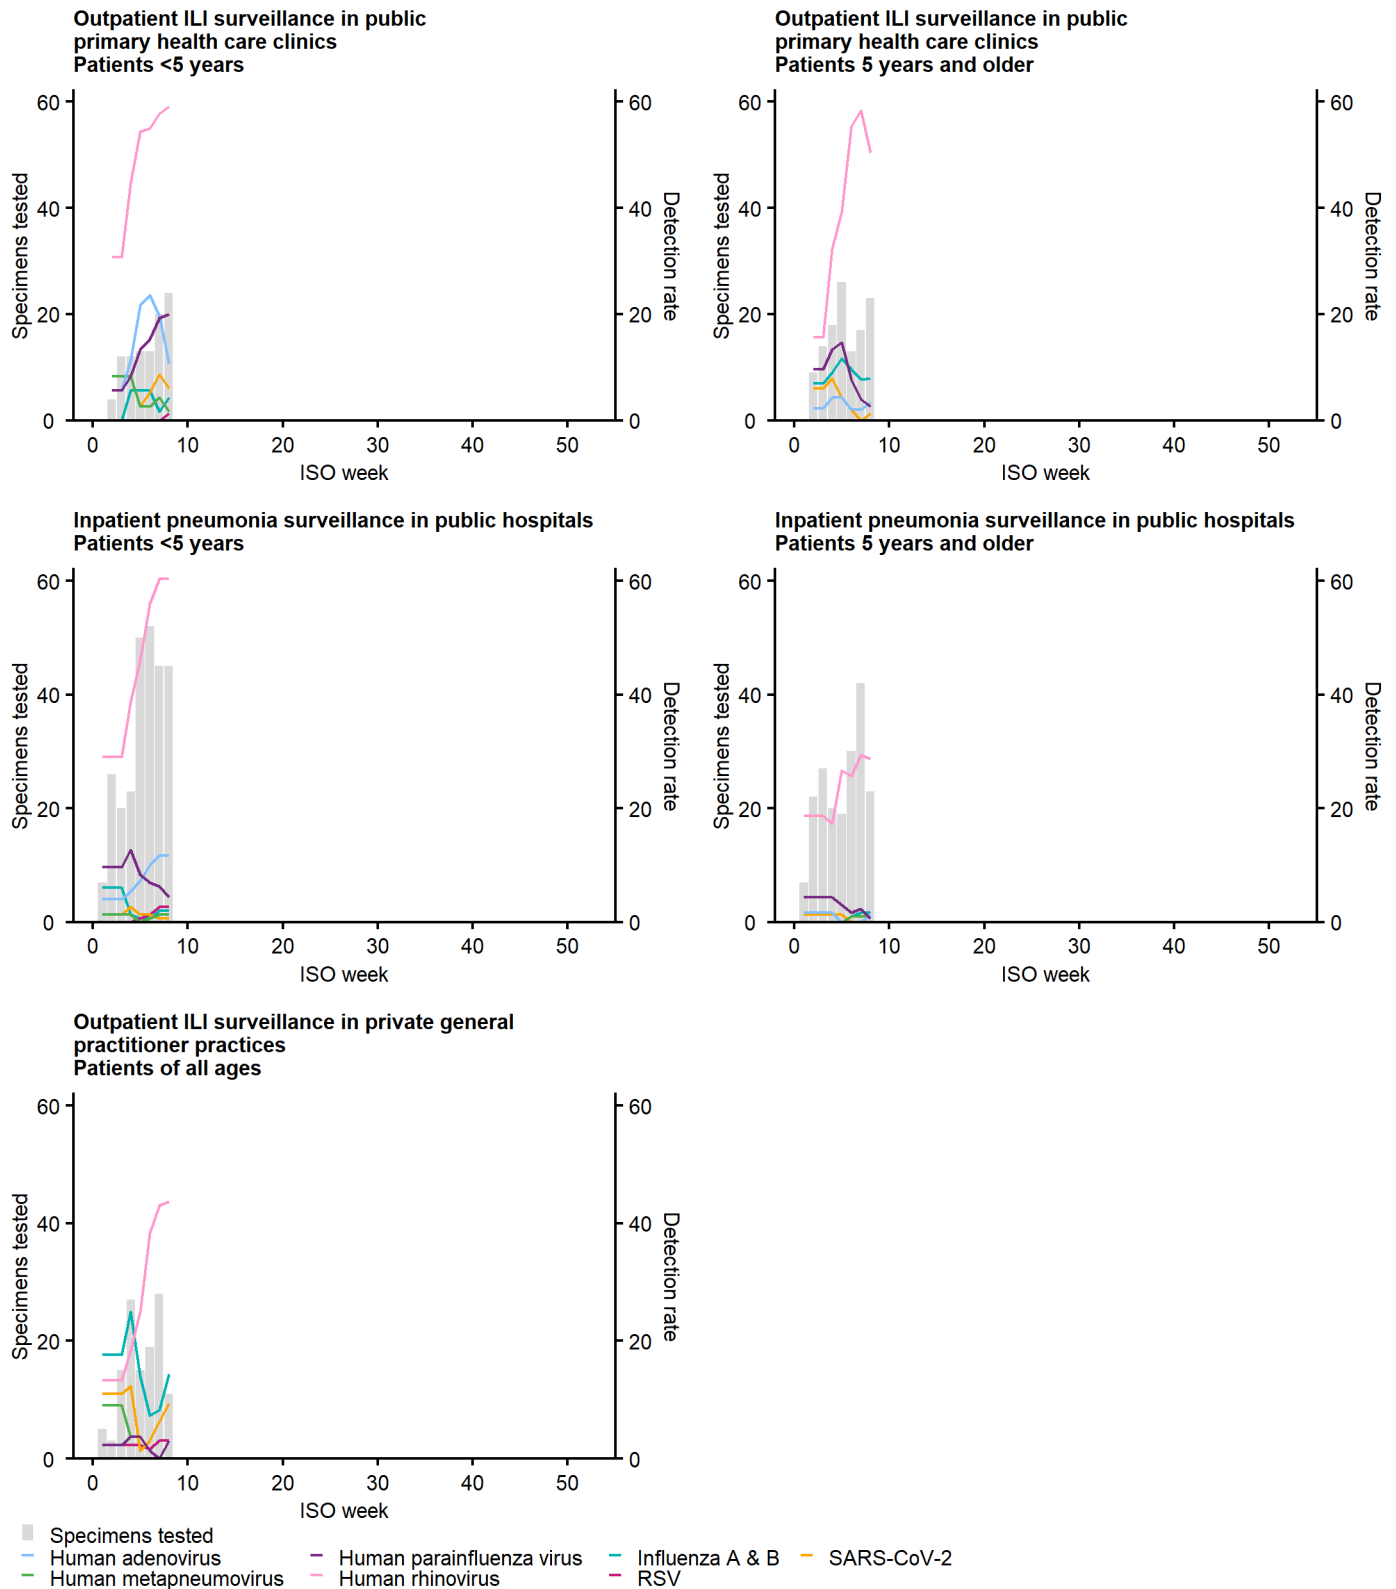 Outpatient ILI surveillance in public
primary health care clinics
Patients <5 years
60
40
20
0
Specimens tested
60
40
20
0
Detection rate
0 10 20 30 40 50
ISO week
Outpatient ILI surveillance in public
primary health care clinics
Patients 5 years and older
60
40
20
0
Specimens tested
60
40
20
0
Detection rate
0 10 20 30 40 50
ISO week
Inpatient pneumonia surveillance in public hospitals
Patients <5 years
60
40
20
0
Specimens tested
60
40
20
0
Detection rate
0 10 20 30 40 50
ISO week
Inpatient pneumonia surveillance in public hospitals
Patients 5 years and older
60
40
20
0
Specimens tested
60
40
20
0
Detection rate
0 10 20 30 40 50
ISO week
Outpatient ILI surveillance in private general
practitioner practices
Patients of all ages
60
40
20
0
Specimens tested
60
40
20
0
Detection rate
0 10 20 30 40 50
ISO week
Specimens tested
Human adenovirus Human parainfluenza virus Influenza A & B SARS-CoV-2
Human metapneumovirus Human rhinovirus RSV